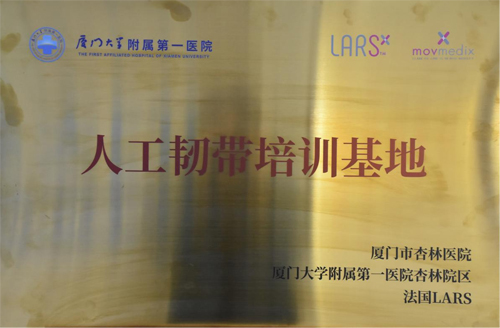 厦门大学附属第一医院
THE FIRST AFFILIATED HOSPITAL OF XIAMEN UNIVERSITY
LARS
movmedix
人工韧带培训基地
厦门市杏林医院
厦门大学附属第一医院杏林院区
法国LARS